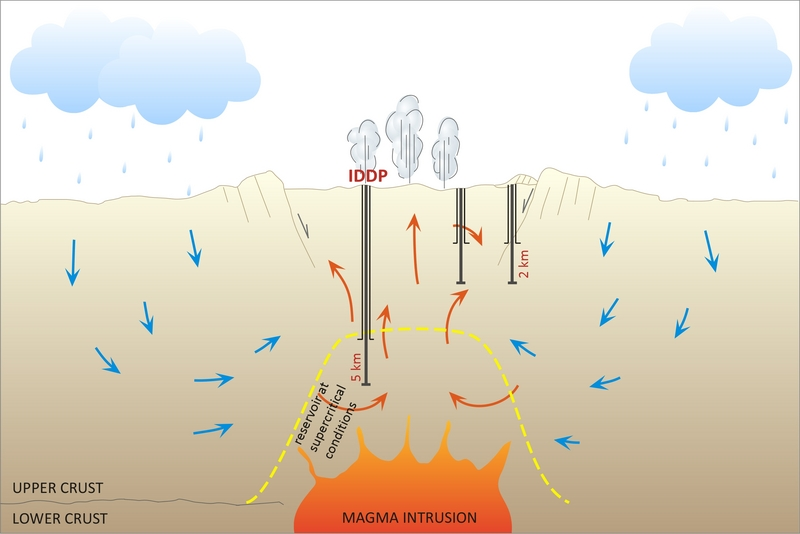 IDDP
2 km
5 km
reservoir at
supercritical
conditions
UPPER CRUST
LOWER CRUST
MAGMA INTRUSION